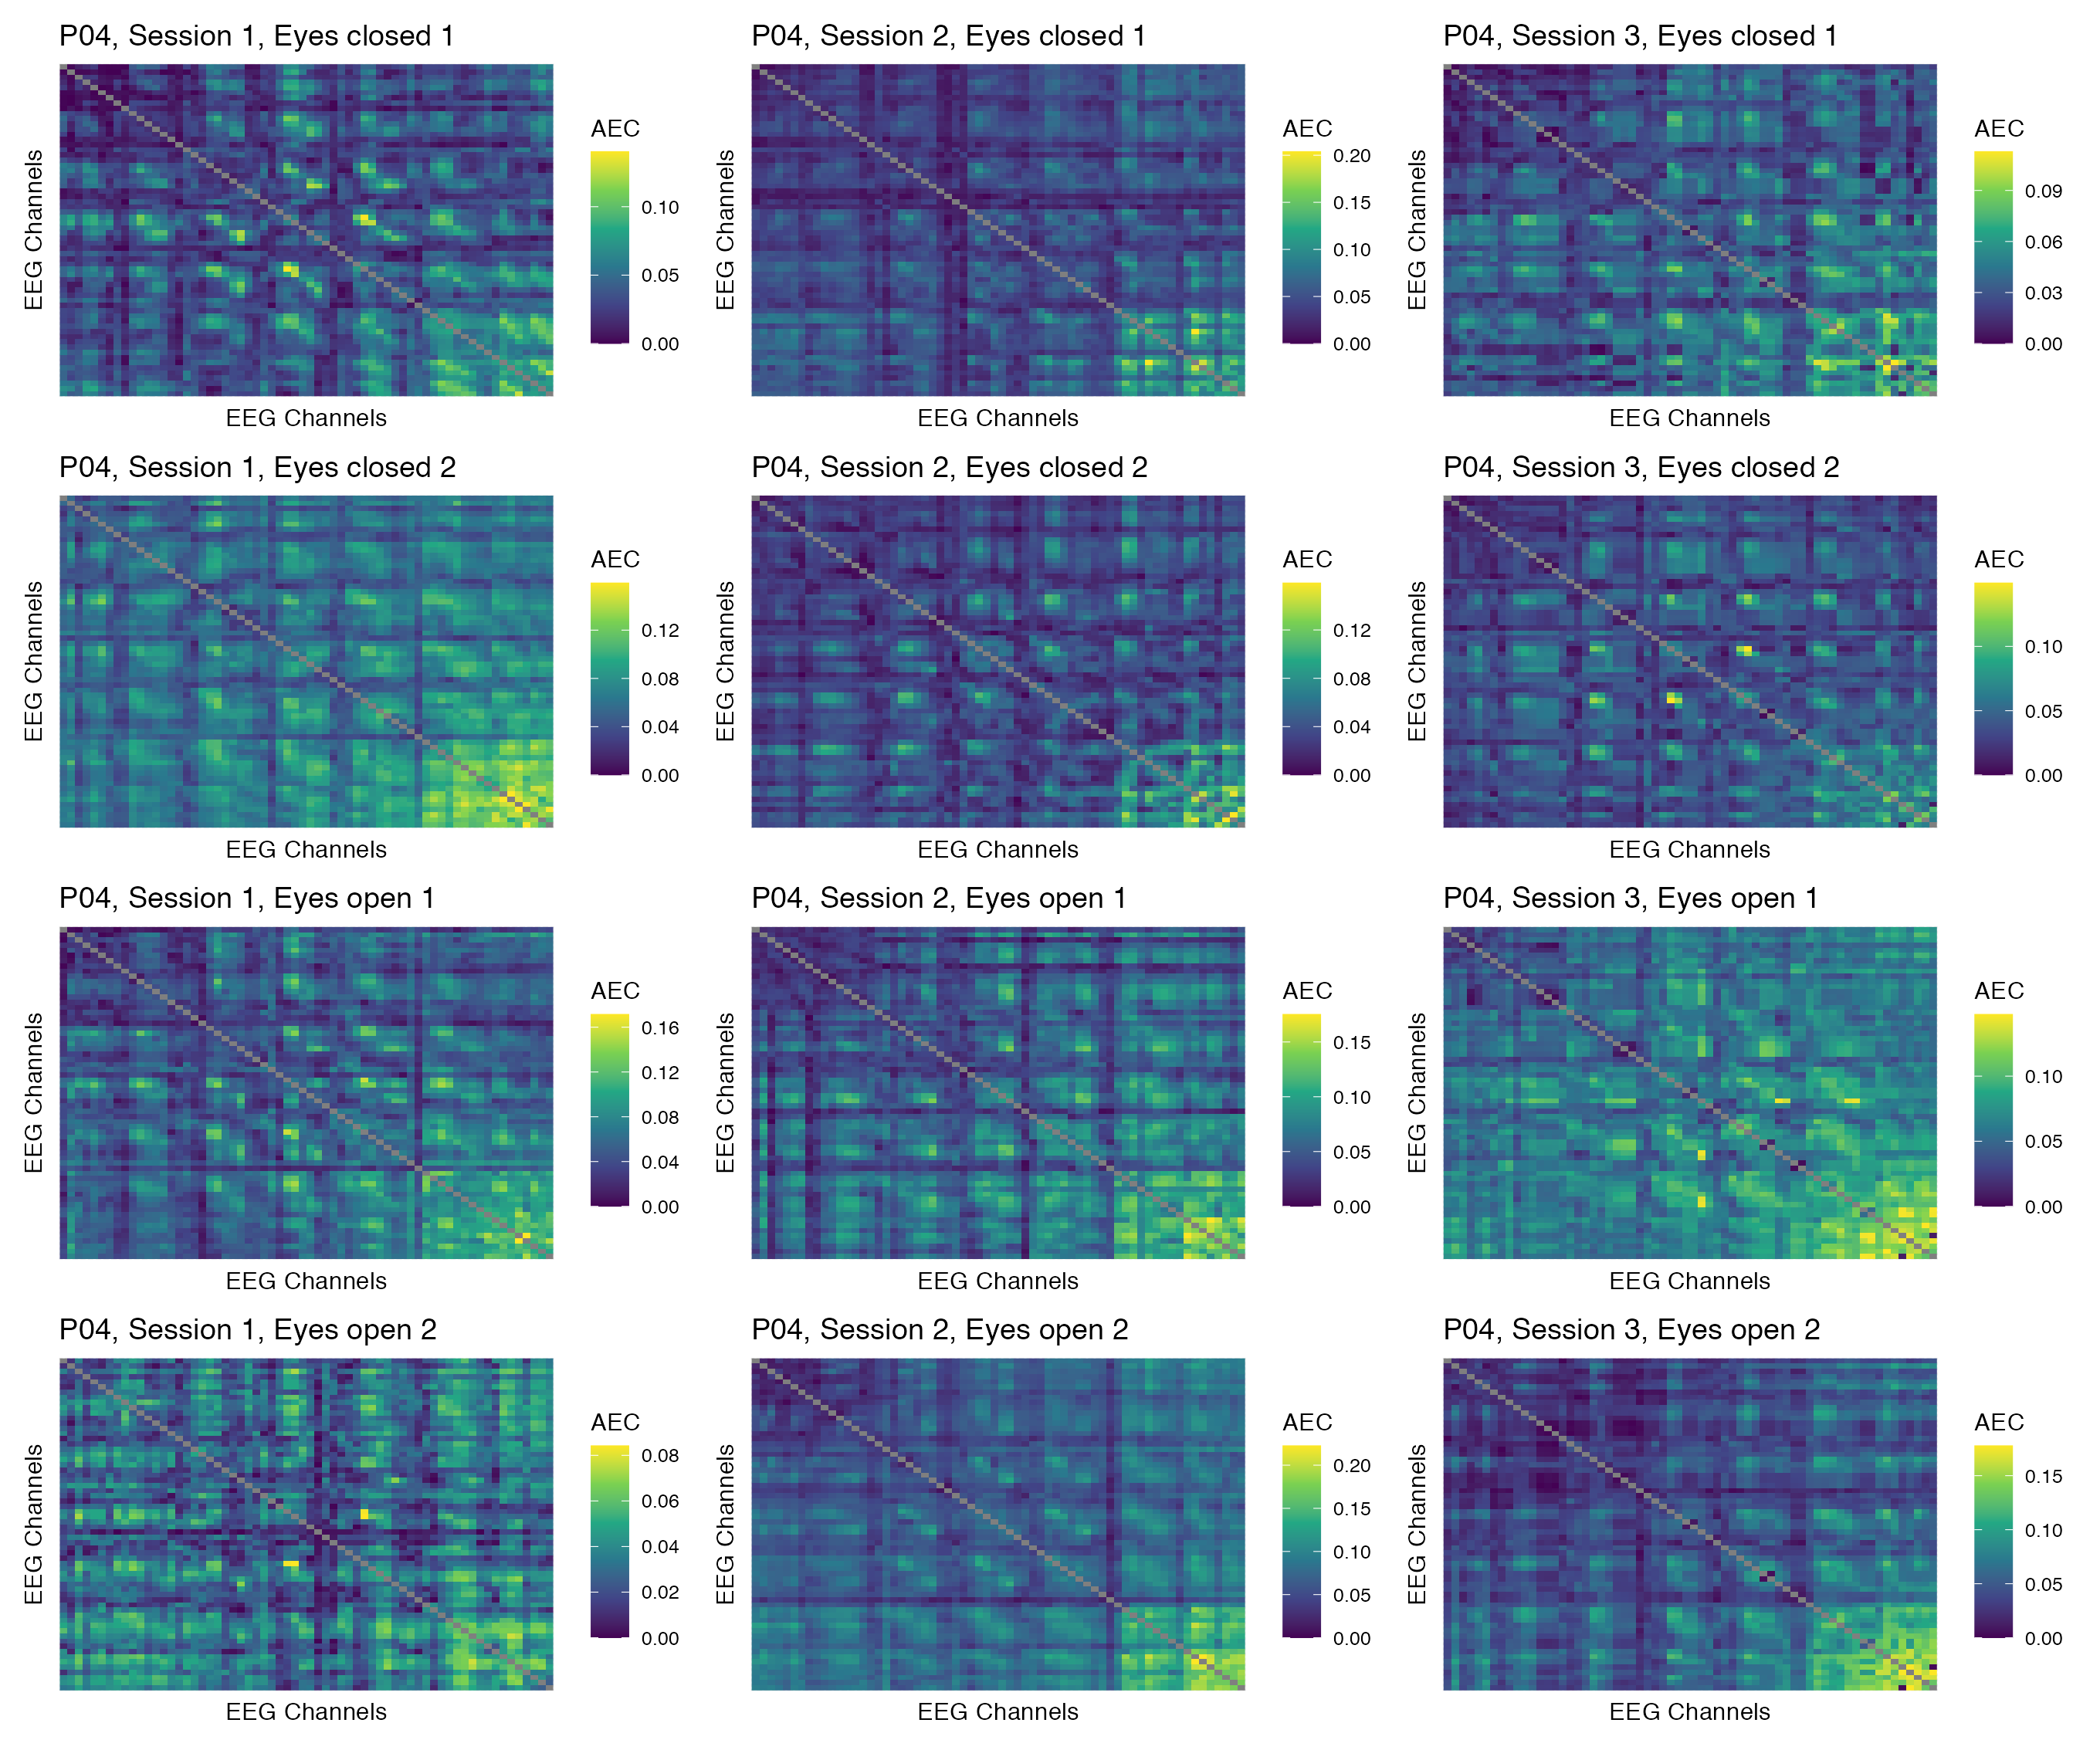 P04, Session 1, Eyes closed 1
EEG Channels
EEG Channels
AEC
0.10
0.05
0.00
P04, Session 2, Eyes closed 1
EEG Channels
EEG Channels
AEC
0.20
0.15
0.10
0.05
0.00
P04, Session 3, Eyes closed 1
EEG Channels
EEG Channels
AEC
0.09
0.06
0.03
0.00
P04, Session 1, Eyes closed 2
EEG Channels
EEG Channels
AEC
0.12
0.08
0.04
0.00
P04, Session 2, Eyes closed 2
EEG Channels
EEG Channels
AEC
0.12
0.08
0.04
0.00
P04, Session 3, Eyes closed 2
EEG Channels
EEG Channels
AEC
0.10
0.05
0.00
P04, Session 1, Eyes open 1
EEG Channels
EEG Channels
AEC
0.16
0.12
0.08
0.04
0.00
P04, Session 2, Eyes open 1
EEG Channels
EEG Channels
AEC
0.15
0.10
0.05
0.00
P04, Session 3, Eyes open 1
EEG Channels
EEG Channels
AEC
0.10
0.05
0.00
P04, Session 1, Eyes open 2
EEG Channels
EEG Channels
AEC
0.08
0.06
0.04
0.02
0.00
P04, Session 2, Eyes open 2
EEG Channels
EEG Channels
AEC
0.20
0.15
0.10
0.05
0.00
P04, Session 3, Eyes open 2
EEG Channels
EEG Channels
AEC
0.15
0.10
0.05
0.00